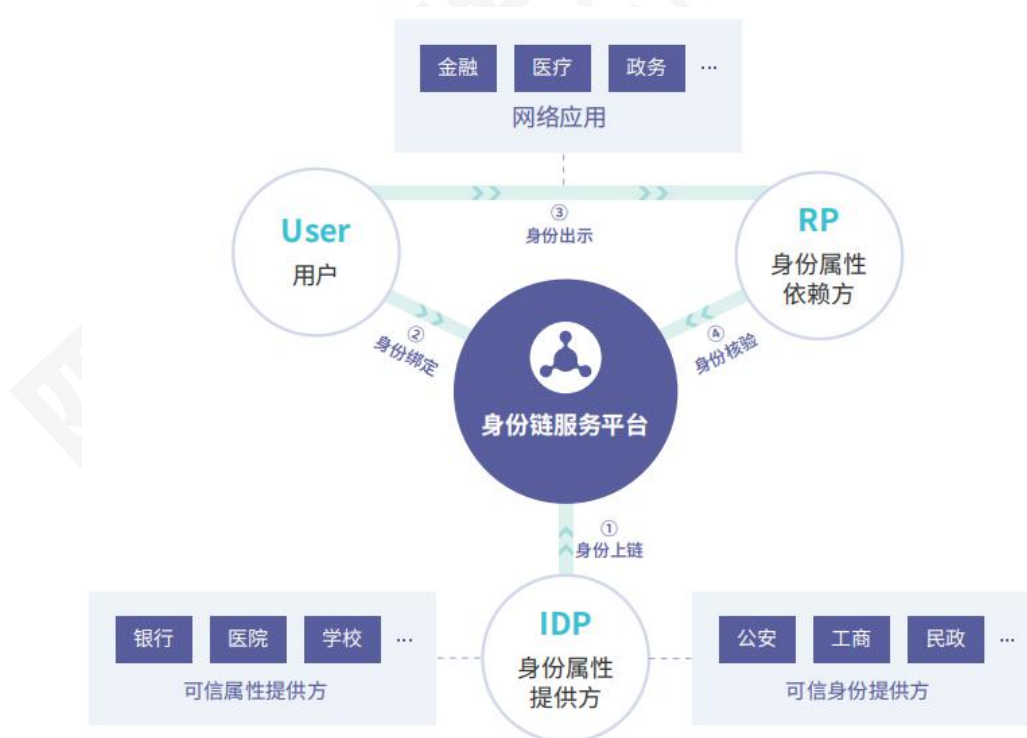 金融 医疗 政务 ...
网络应用
User
用户
③
身份出示
RP
身份属性
依赖方
②
身份绑定
④
身份核验
身份链服务平台
①
身份上链
银行 医院 学校 ...
可信属性提供方
IDP
身份属性
提供方
公安 工商 民政 ...
可信身份提供方